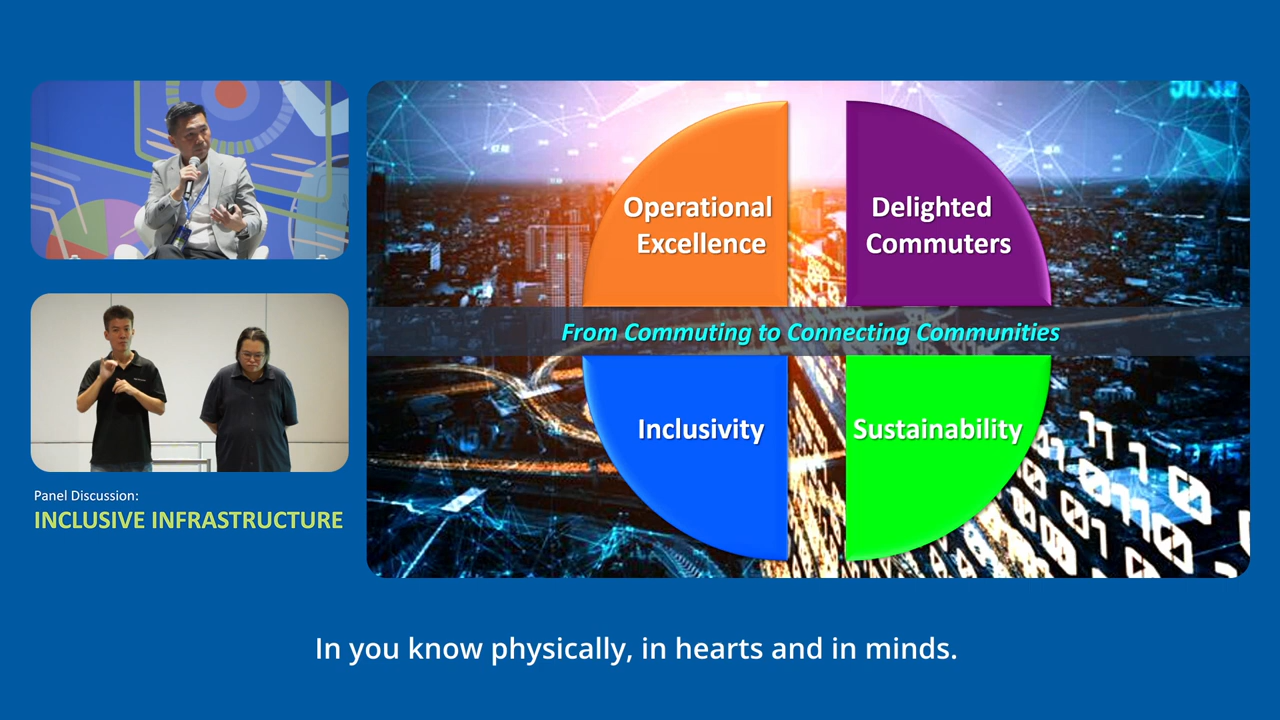 Panel Discussion:
INCLUSIVE INFRASTRUCTURE
Operational
Excellence
Delighted
Commuters
From Commuting to Connecting Communities
Inclusivity
Sustainability
In you know physically, in hearts and in minds.